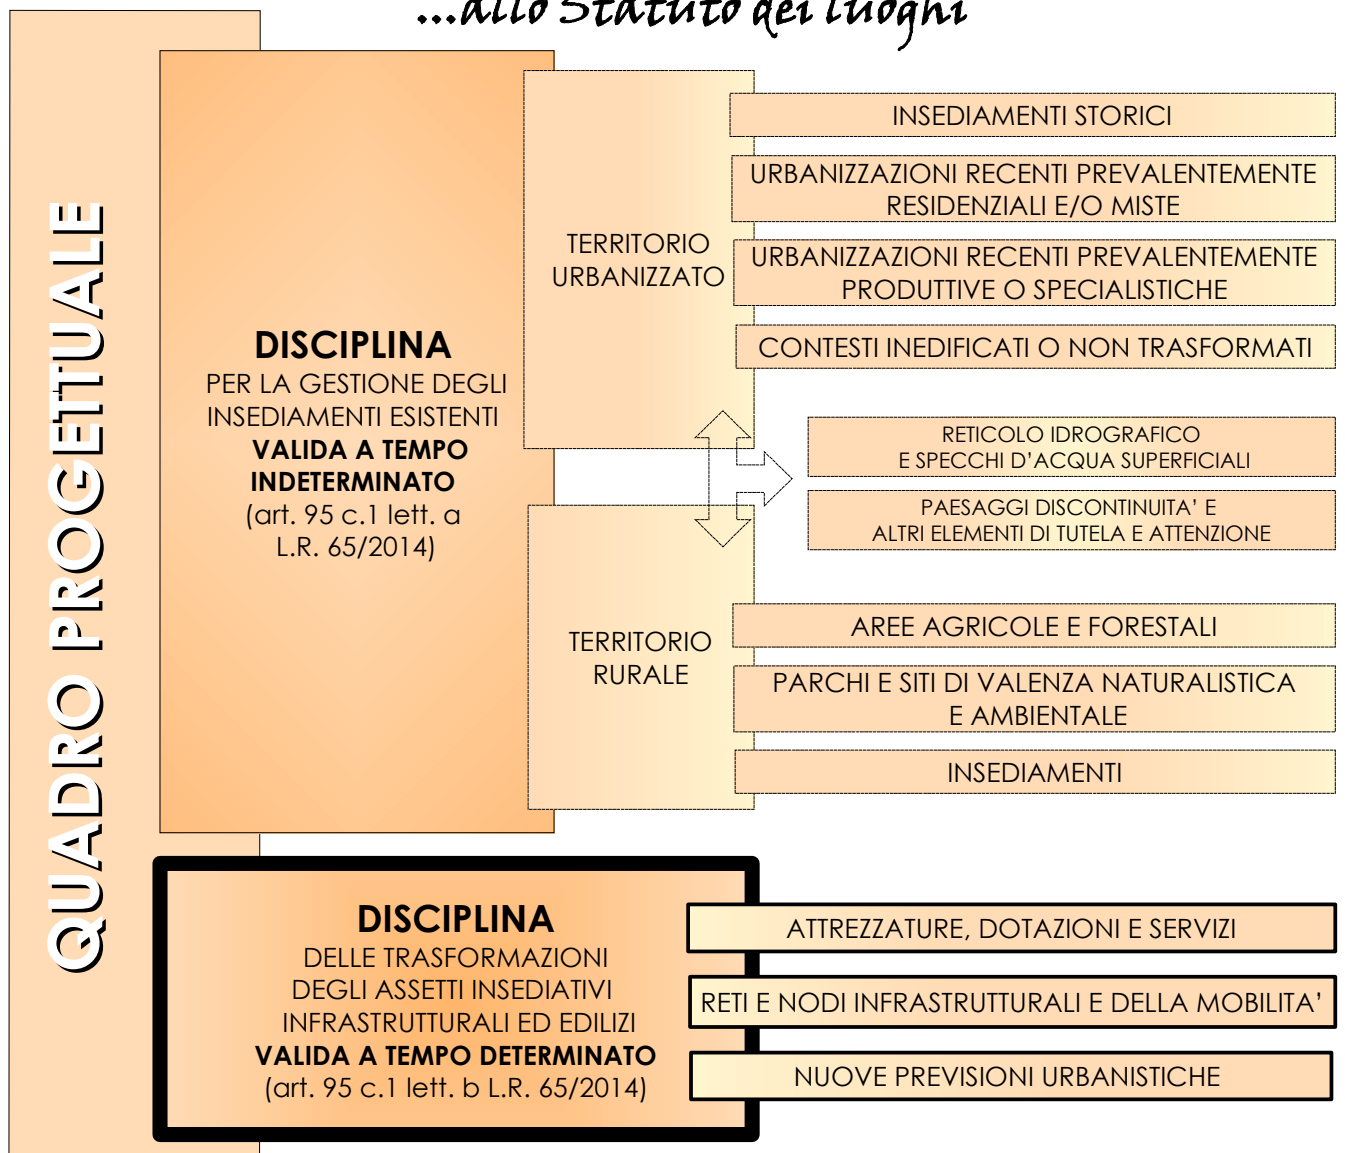 ...allo Statuto dei luoghi
QUADRO PROGETTUALE
DISCIPLINA
PER LA GESTIONE DEGLI
INSEDIAMENTI ESISTENTI
VALIDA A TEMPO
INDETERMINATO
(art. 95 c.1 lett. a
L.R. 65/2014)
TERRITORIO
URBANIZZATO
INSEDIAMENTI STORICI
URBANIZZAZIONI RECENTI PREVALENTEMENTE
RESIDENZIALI E/O MISTE
URBANIZZAZIONI RECENTI PREVALENTEMENTE
PRODUTTIVE O SPECIALISTICHE
CONTESTI INEDIFICATI O NON TRASFORMATI
RETICOLO IDROGRAFICO
E SPECCHI D’ACQUA SUPERFICIALI
PAESAGGI DISCONTINUITA’ E
ALTRI ELEMENTI DI TUTELA E ATTENZIONE
TERRITORIO
RURALE
AREE AGRICOLE E FORESTALI
PARCHI E SITI DI VALENZA NATURALISTICA
E AMBIENTALE
INSEDIAMENTI
DISCIPLINA
DELLE TRASFORMAZIONI
DEGLI ASSETTI INSEDIATIVI
INFRASTRUTTURALI ED EDILIZI
VALIDA A TEMPO DETERMINATO
(art. 95 c.1 lett. b L.R. 65/2014)
ATTREZZATURE, DOTAZIONI E SERVIZI
RETI E NODI INFRASTRUTTURALI E DELLA MOBILITA’
NUOVE PREVISIONI URBANISTICHE